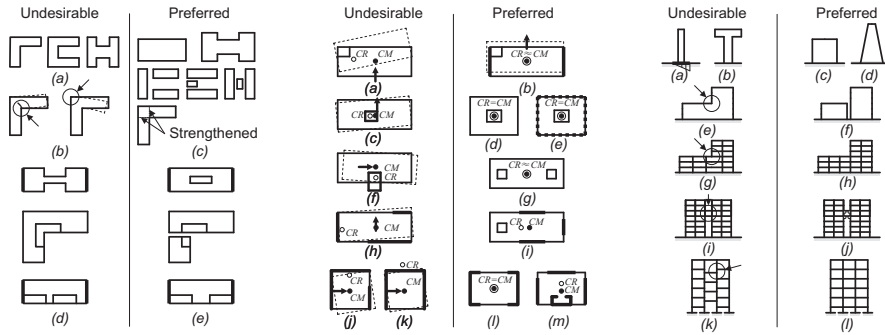 Undesirable Preferred
(a)
(b)
Strengthened
(c)
(d) (e)
Undesirable Preferred
CR CM
(a)
CR≈CM
(b)
CR CM
(c)
CR=CM
(d)
CR=CM
(e)
CM
CR
(f)
CR≈CM
(g)
CR CM
(h)
CR CM
(i)
CR
CM
(j)
CR
CM
(k)
CR=CM
(l)
CR
CM
(m)
Undesirable Preferred
(a) (b) (c) (d)
(e) (f)
(g) (h)
(i) (j)
(k) (l)